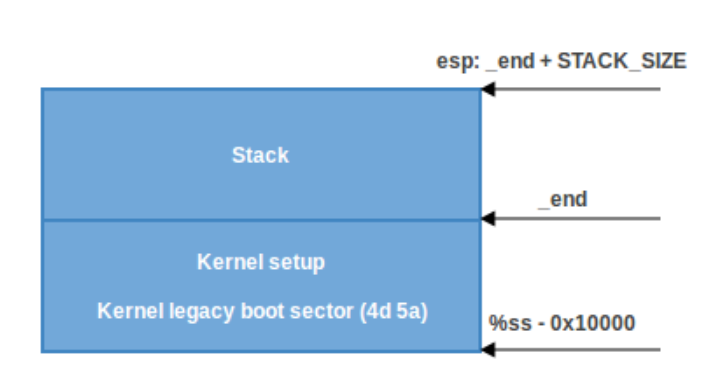 esp: _end + STACK_SIZE
Stack
_end
Kernel setup
Kernel legacy boot sector (4d 5a)
%ss - 0x10000